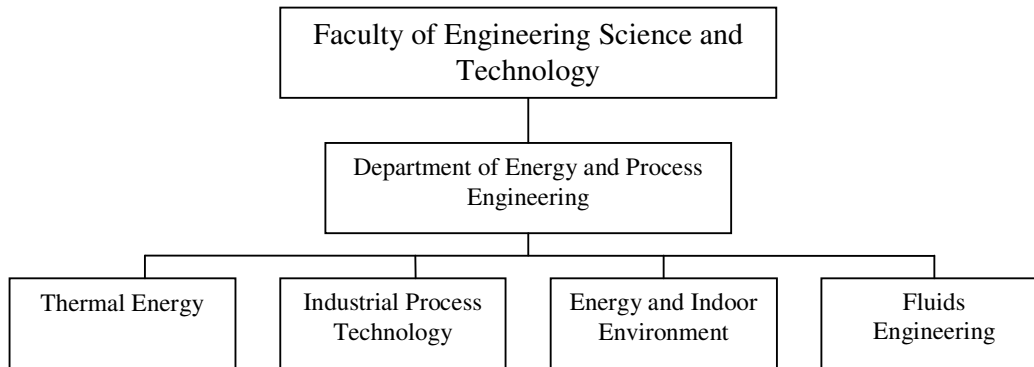 Faculty of Engineering Science and
Technology
Department of Energy and Process
Engineering
Thermal Energy
Industrial Process
Technology
Energy and Indoor
Environment
Fluids
Engineering